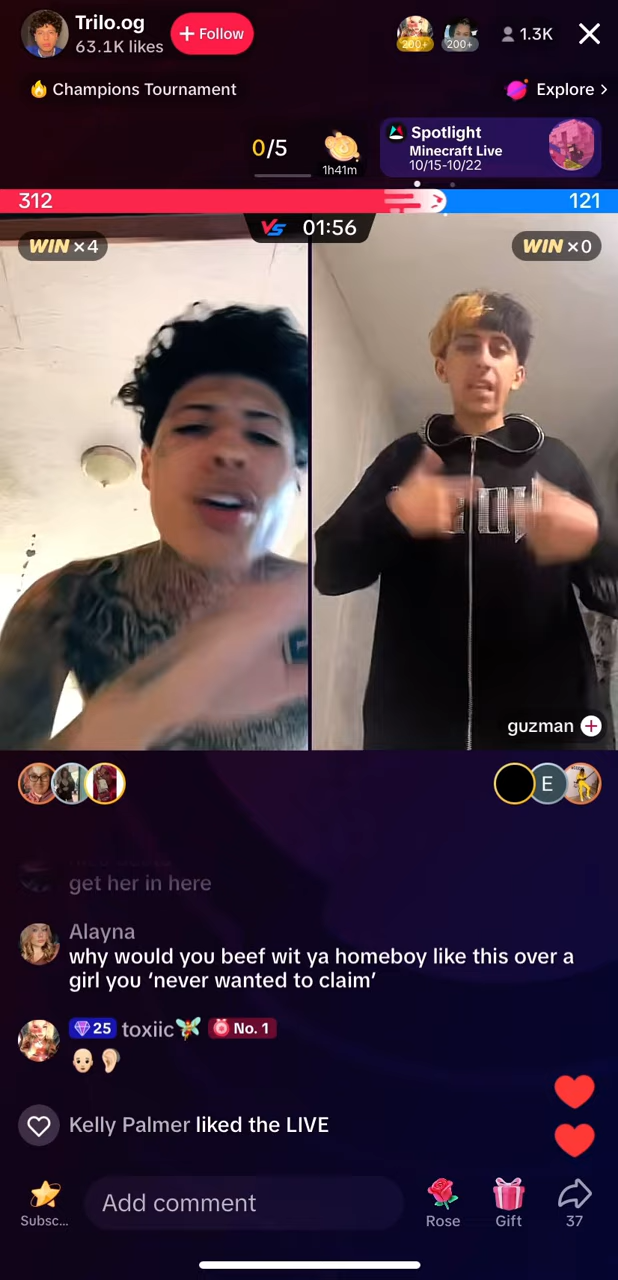 Trilo.og
63.1K likes
+ Follow
200+
200+
1.3K
Champions Tournament
Explore >
0/5
1h41m
Spotlight
Minecraft Live
10/15-10/22
312
121
VS 01:56
WIN ×4
WIN ×0
guzman
E
get her in here
Alayna
why would you beef wit ya homeboy like this over a
girl you ‘never wanted to claim’
25 toxiic🧚 No. 1
👨🏻‍🦲👂🏻
Kelly Palmer liked the LIVE
Subsc...
Add comment
Rose
Gift
37